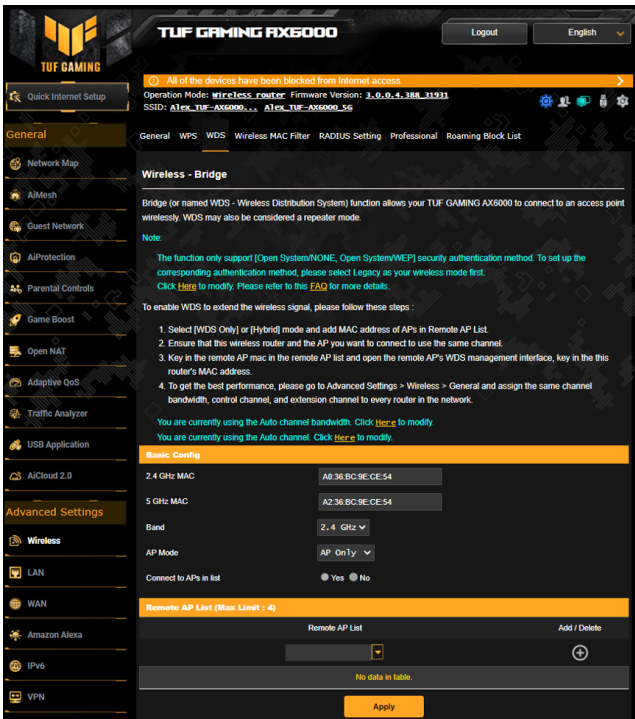 TUF GAMING
TUF GAMING AX6000
Logout
English
All of the devices have been blocked from Internet access.
Quick Internet Setup
Operation Mode: Wireless router Firmware Version: 3.0.0.4.388_31931
SSID: Alex_TUF-AX6000... Alex_TUF-AX6000_5G
General
General WPS WDS Wireless MAC Filter RADIUS Setting Professional Roaming Block List
Network Map
AiMesh
Guest Network
AiProtection
Parental Controls
Game Boost
Open NAT
Adaptive QoS
Traffic Analyzer
USB Application
AiCloud 2.0
Advanced Settings
Wireless
LAN
WAN
Amazon Alexa
IPv6
VPN
Wireless - Bridge
Bridge (or named WDS - Wireless Distribution System) function allows your TUF GAMING AX6000 to connect to an access point
wirelessly. WDS may also be considered a repeater mode.
Note:
The function only support [Open System/NONE, Open System/WEP] security authentication method. To set up the
corresponding authentication method, please select Legacy as your wireless mode first.
Click Here to modify. Please refer to this FAQ for more details.
To enable WDS to extend the wireless signal, please follow these steps :
1. Select [WDS Only] or [Hybrid] mode and add MAC address of APs in Remote AP List.
2. Ensure that this wireless router and the AP you want to connect to use the same channel.
3. Key in the remote AP mac in the remote AP list and open the remote AP's WDS management interface, key in the this
router's MAC address.
4. To get the best performance, please go to Advanced Settings > Wireless > General and assign the same channel
bandwidth, control channel, and extension channel to every router in the network.
You are currently using the Auto channel bandwidth. Click Here to modify.
You are currently using the Auto channel. Click Here to modify.
Basic Config
2.4 GHz MAC A0:36:BC:9E:CE:54
5 GHz MAC A2:36:BC:9E:CE:54
Band 2.4 GHz
AP Mode AP Only
Connect to APs in list Yes No
Remote AP List (Max Limit : 4)
Remote AP List Add / Delete
No data in table.
Apply